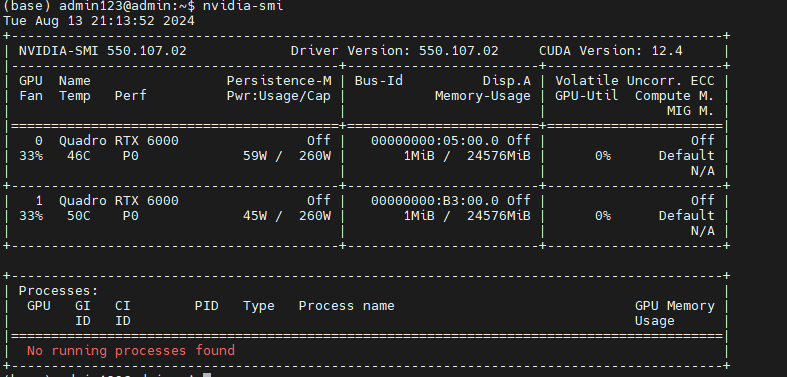 (base) admin123@admin:~$ nvidia-smi
Tue Aug 13 21:13:52 2024
+-----------------------------------------------------------------------------------------+
| NVIDIA-SMI 550.107.02             Driver Version: 550.107.02     CUDA Version: 12.4     |
|-----------------------------------------+------------------------+----------------------+
| GPU  Name                 Persistence-M | Bus-Id          Disp.A | Volatile Uncorr. ECC |
| Fan  Temp   Perf          Pwr:Usage/Cap |           Memory-Usage | GPU-Util  Compute M. |
|                                         |                        |               MIG M. |
|=========================================+========================+======================|
|   0  Quadro RTX 6000                Off |   00000000:05:00.0 Off |                  Off |
| 33%   46C    P0             59W /  260W |       1MiB /  24576MiB |      0%      Default |
|                                         |                        |                  N/A |
+-----------------------------------------+------------------------+----------------------+
|   1  Quadro RTX 6000                Off |   00000000:B3:00.0 Off |                  Off |
| 33%   50C    P0             45W /  260W |       1MiB /  24576MiB |      0%      Default |
|                                         |                        |                  N/A |
+-----------------------------------------+------------------------+----------------------+

+-----------------------------------------------------------------------------------------+
| Processes:                                                                              |
|  GPU   GI   CI        PID   Type   Process name                              GPU Memory |
|        ID   ID                                                               Usage      |
|=========================================================================================|
|  No running processes found                                                             |
+-----------------------------------------------------------------------------------------+